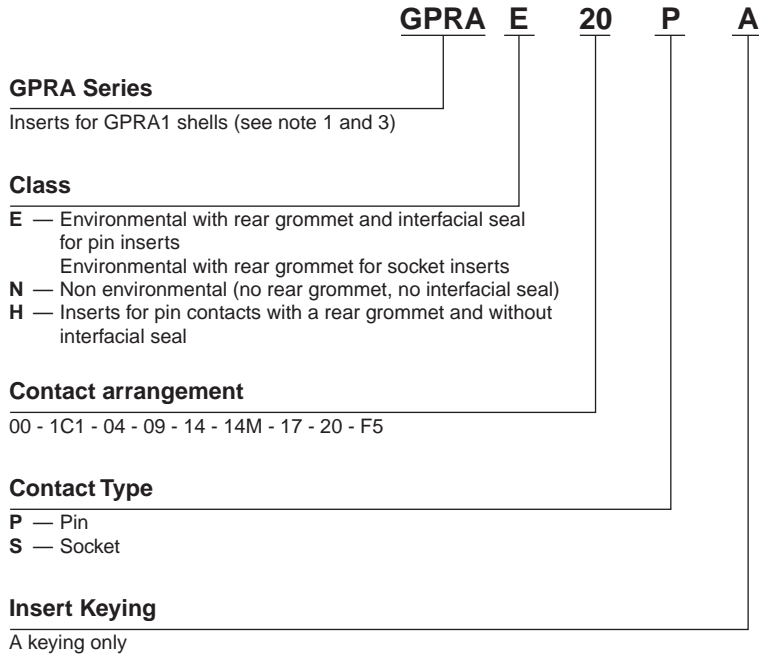 GPRA E 20 P A
GPRA Series
Inserts for GPRA1 shells (see note 1 and 3)
Class
E — Environmental with rear grommet and interfacial seal
for pin inserts
Environmental with rear grommet for socket inserts
N — Non environmental (no rear grommet, no interfacial seal)
H — Inserts for pin contacts with a rear grommet and without
interfacial seal
Contact arrangement
00 - 1C1 - 04 - 09 - 14 - 14M - 17 - 20 - F5
Contact Type
P — Pin
S — Socket
Insert Keying
A keying only